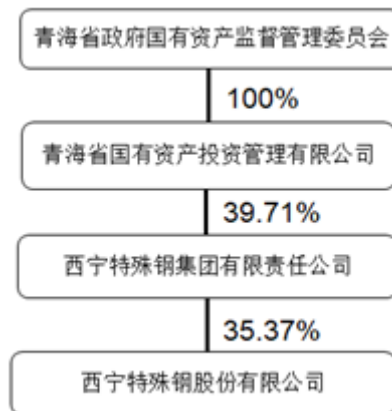 青海省政府国有资产监督管理委员会
100%
青海省国有资产投资管理有限公司
39.71%
西宁特殊钢集团有限责任公司
35.37%
西宁特殊钢股份有限公司